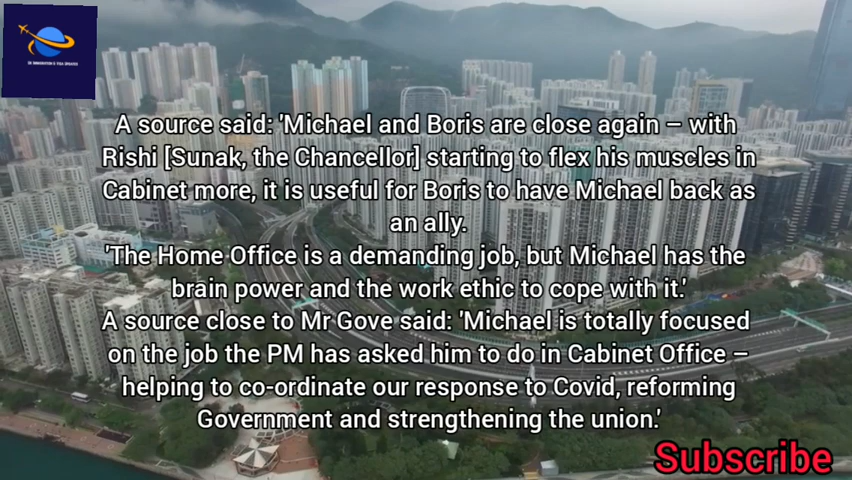 UK IMMIGRATION & VISA UPDATES
A source said: 'Michael and Boris are close again – with
Rishi [Sunak, the Chancellor] starting to flex his muscles in
Cabinet more, it is useful for Boris to have Michael back as
an ally.
'The Home Office is a demanding job, but Michael has the
brain power and the work ethic to cope with it.'
A source close to Mr Gove said: 'Michael is totally focused
on the job the PM has asked him to do in Cabinet Office –
helping to co-ordinate our response to Covid, reforming
Government and strengthening the union.'
Subscribe